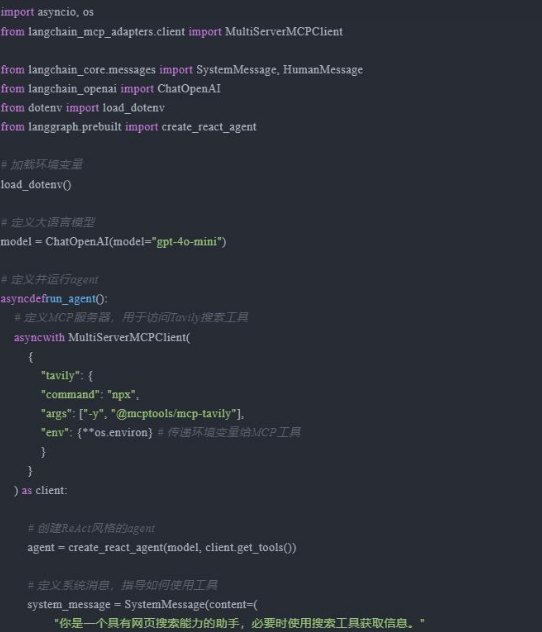 import asyncio, os
from langchain_mcp_adapters.client import MultiServerMCPClient
from langchain_core.messages import SystemMessage, HumanMessage
from langchain_openai import ChatOpenAI
from dotenv import load_dotenv
from langgraph.prebuilt import create_react_agent
# 加载环境变量
load_dotenv()
# 定义大语言模型
model = ChatOpenAI(model="gpt-4o-mini")
# 定义并运行agent
asyncdefrun_agent():
# 定义MCP服务器，用于访问Tavily搜索工具
asyncwith MultiServerMCPClient(
{
"tavily": {
"command": "npx",
"args": ["-y", "@mcptools/mcp-tavily"],
"env": {**os.environ} # 传递环境变量给MCP工具
}
}
) as client:
# 创建ReAct风格的agent
agent = create_react_agent(model, client.get_tools())
# 定义系统消息，指导如何使用工具
system_message = SystemMessage(content=(
"你是一个具有网页搜索能力的助手，必要时使用搜索工具获取信息。"